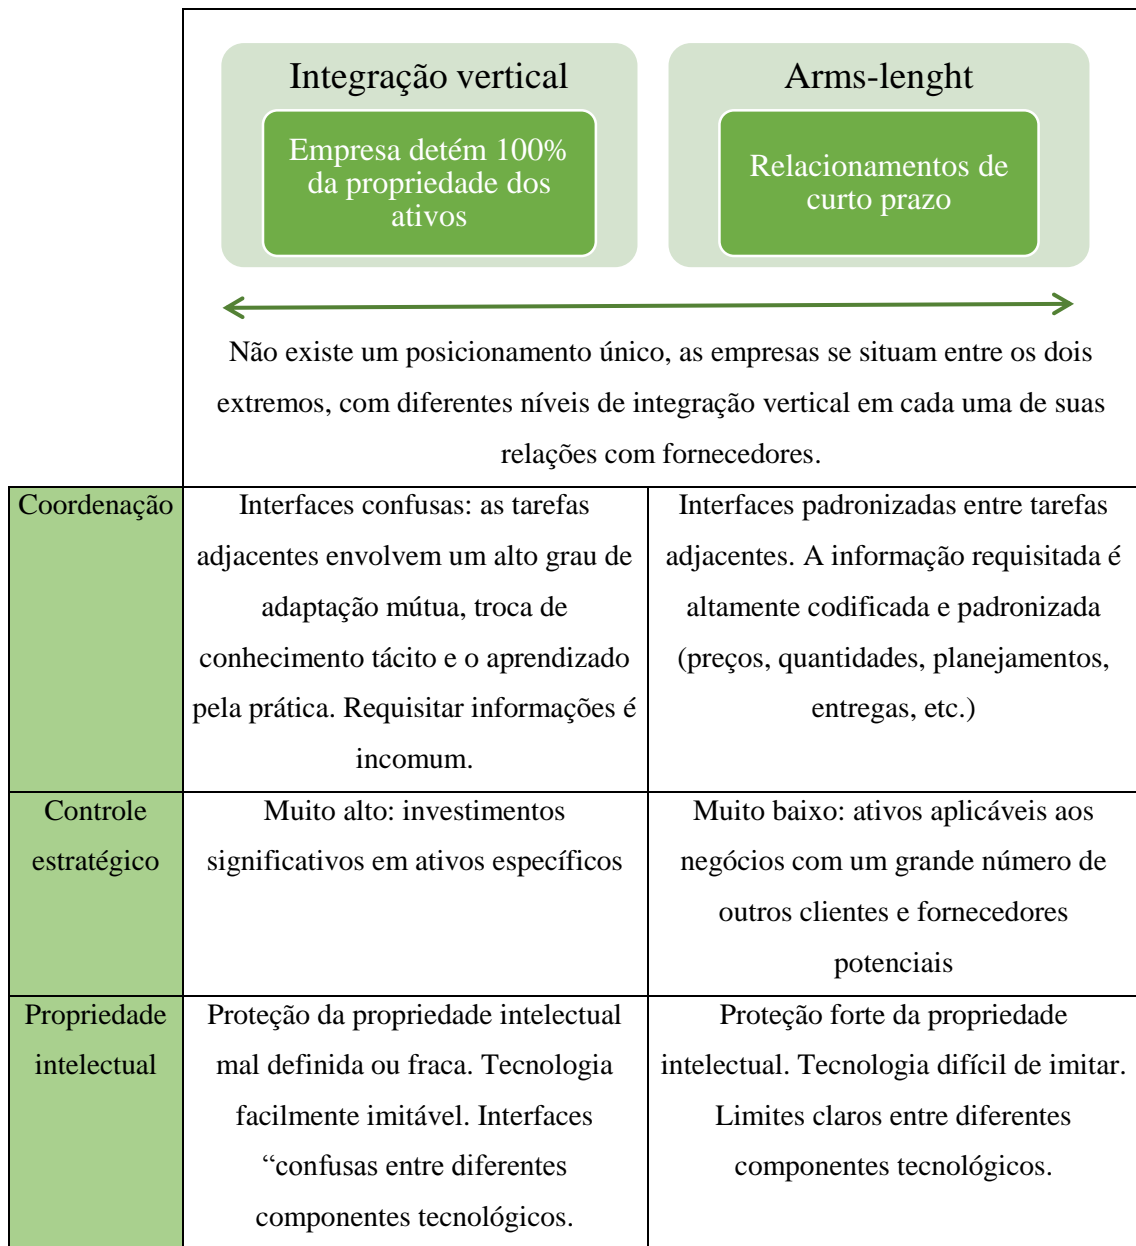 Integração vertical
Empresa detém 100%
da propriedade dos
ativos
Arms-lenght
Relacionamentos de
curto prazo
Não existe um posicionamento único, as empresas se situam entre os dois
extremos, com diferentes níveis de integração vertical em cada uma de suas
relações com fornecedores.
Coordenação
Interfaces confusas: as tarefas
adjacentes envolvem um alto grau de
adaptação mútua, troca de
conhecimento tácito e o aprendizado
pela prática. Requisitar informações é
incomum.
Interfaces padronizadas entre tarefas
adjacentes. A informação requisitada é
altamente codificada e padronizada
(preços, quantidades, planejamentos,
entregas, etc.)
Controle
estratégico
Muito alto: investimentos
significativos em ativos específicos
Muito baixo: ativos aplicáveis aos
negócios com um grande número de
outros clientes e fornecedores
potenciais
Propriedade
intelectual
Proteção da propriedade intelectual
mal definida ou fraca. Tecnologia
facilmente imitável. Interfaces
“confusas entre diferentes
componentes tecnológicos.
Proteção forte da propriedade
intelectual. Tecnologia difícil de imitar.
Limites claros entre diferentes
componentes tecnológicos.